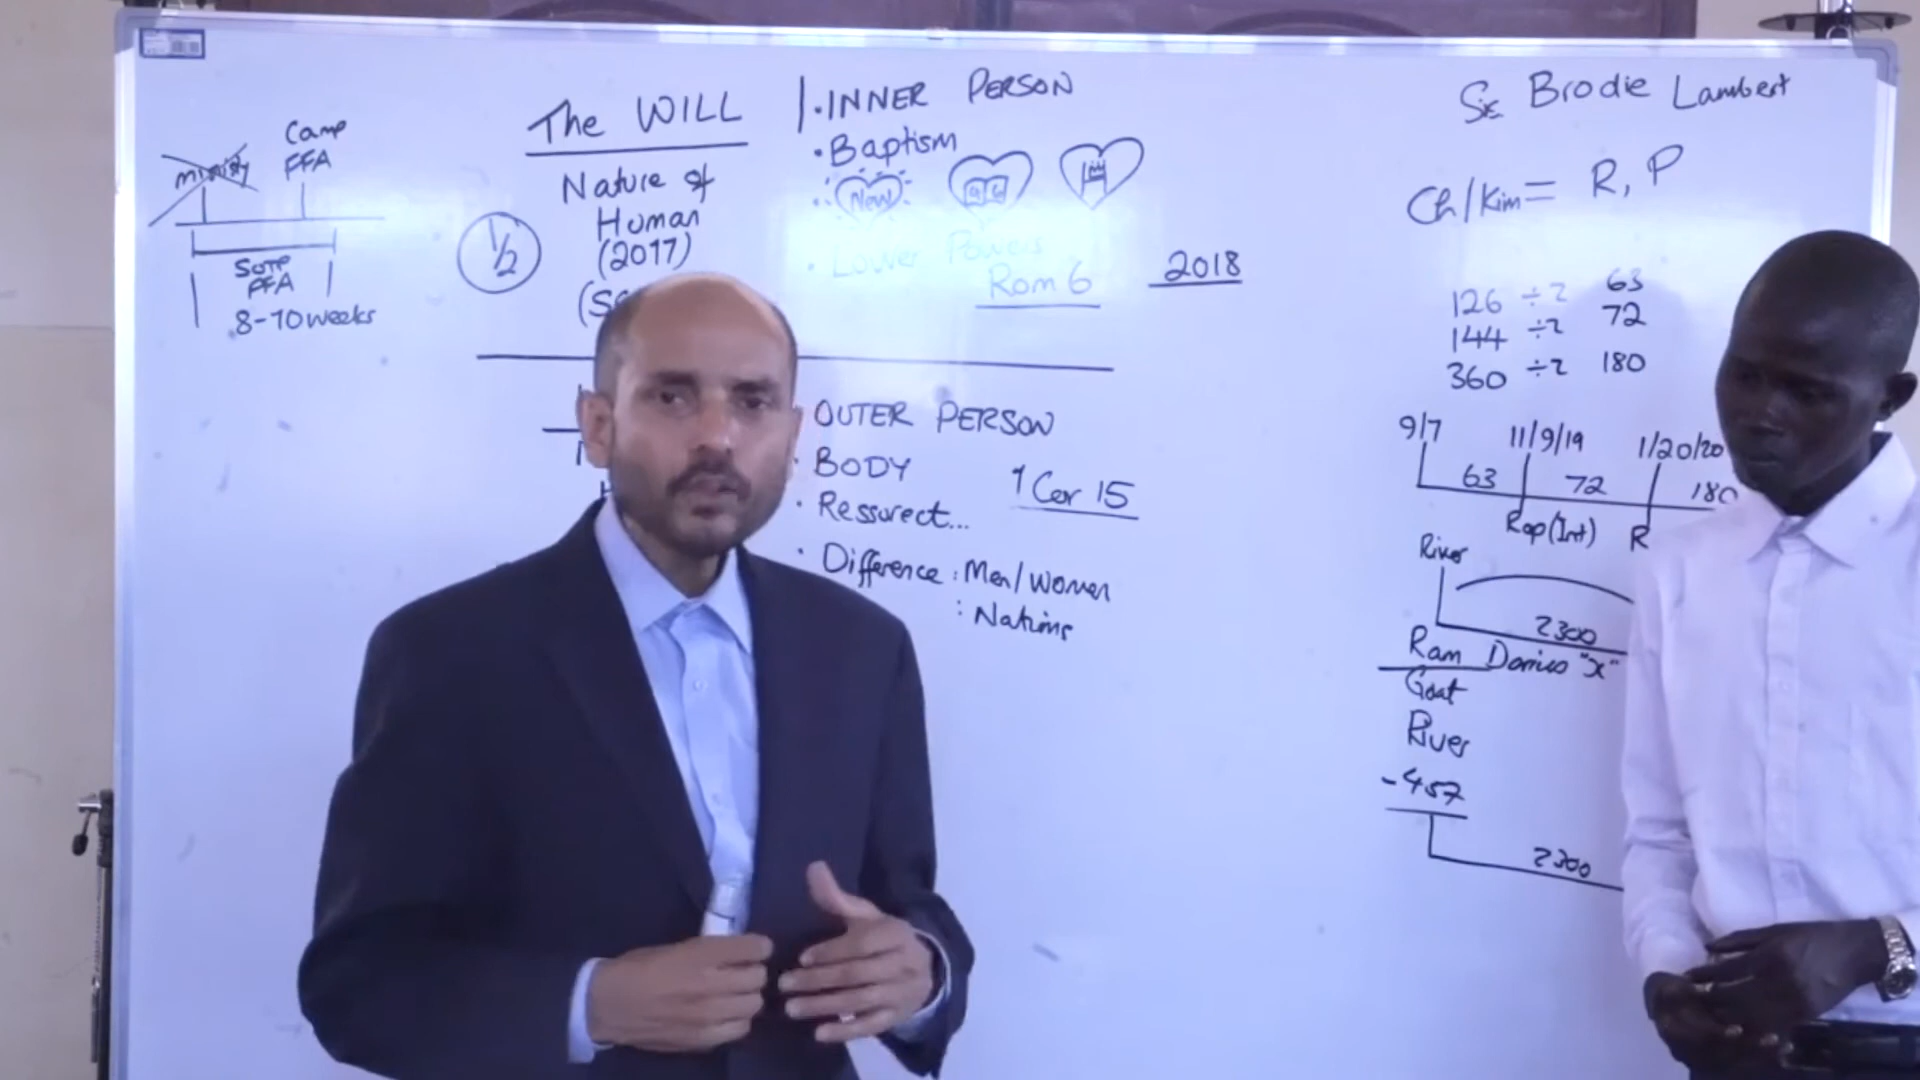 Camp
FFA
8-10 weeks
1/2
The WILL
Nature of
Human
(2017)
1. INNER PERSON
• Baptism
• New
• Lower Powers
Rom 6
2018
OUTER PERSON
• BODY
1 Cor 15
• Ressurect...
• Difference : Men/Women
: Nations
Brodie Lambert
Ch/Kim = R, P
126 ÷2 63
144 ÷2 72
360 ÷2 180
9/7 11/9/19 1/20/20
63 72 180
Rap (Int) R
River
2300
Ram Darius "x"
Goat
River
-457
2300